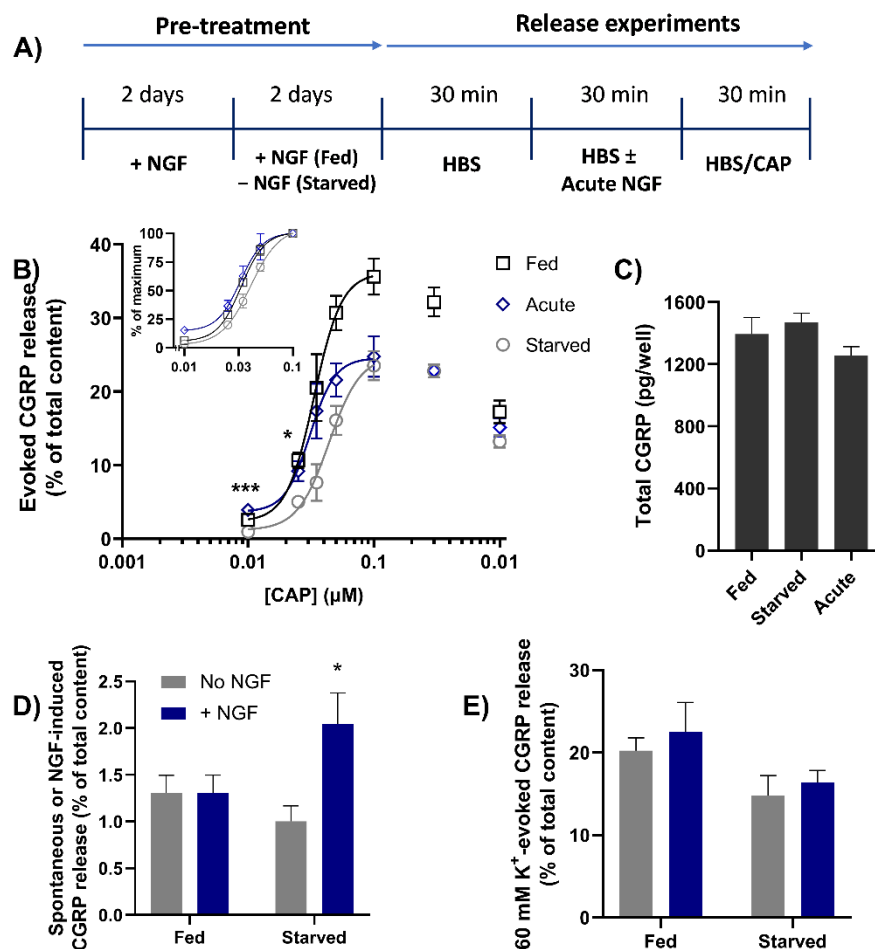 A)
Pre-treatment
Release experiments
2 days
2 days
30 min
30 min
30 min
+ NGF
+ NGF (Fed)
– NGF (Starved)
HBS
HBS ±
Acute NGF
HBS/CAP
B)
Evoked CGRP release
(% of total content)
40
30
20
10
0
0.001
0.01
0.1
0.01
[CAP] (µM)
***
*
% of maximum
100
75
50
25
0
0.01
0.03
0.1
Fed
Acute
Starved
C)
Total CGRP (pg/well)
1600
1200
800
400
0
Fed
Starved
Acute
D)
Spontaneous or NGF-induced
CGRP release (% of total content)
2.5
2.0
1.5
1.0
0.5
0.0
No NGF
+ NGF
*
Fed
Starved
E)
60 mM K⁺-evoked CGRP release
(% of total content)
30
20
10
0
Fed
Starved